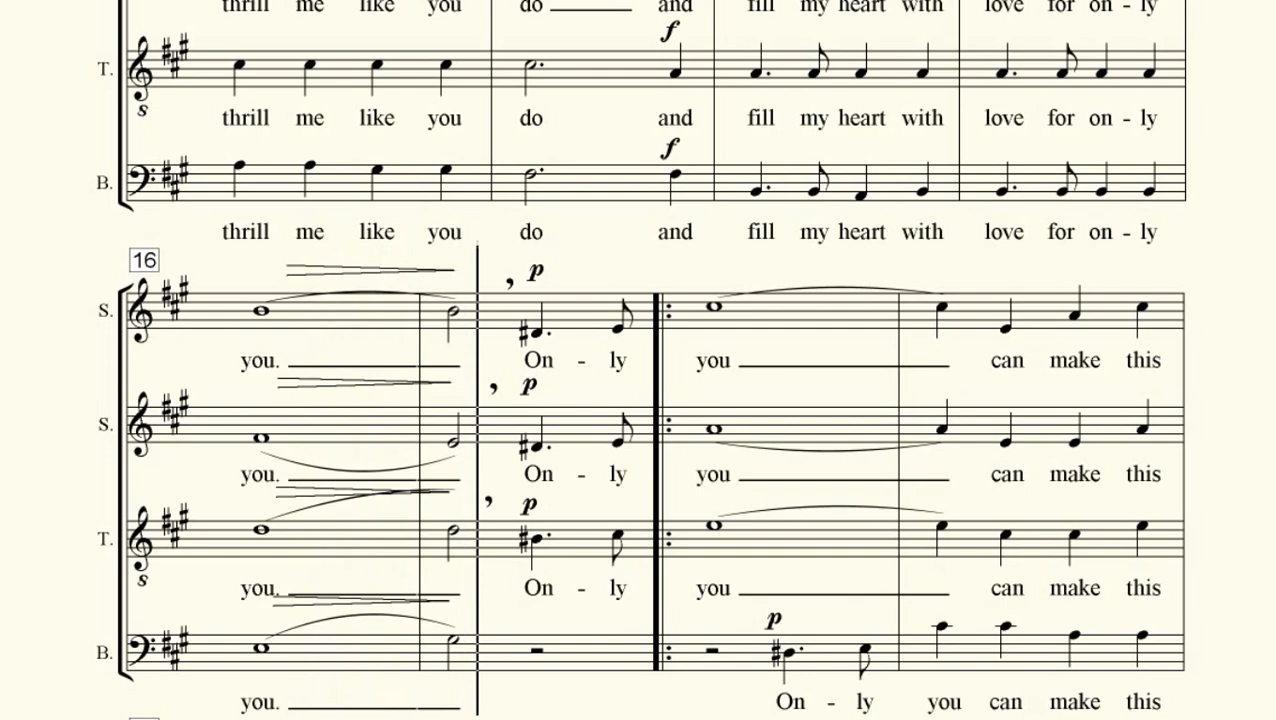 thrill me like you do and fill my heart with love for on - ly
f
T.
8
thrill me like you do and fill my heart with love for on - ly
f
B.
thrill me like you do and fill my heart with love for on - ly
16
p
S.
you. On - ly you can make this
p
S.
you. On - ly you can make this
p
T.
8
you. On - ly you can make this
p
B.
you. On - ly you can make this